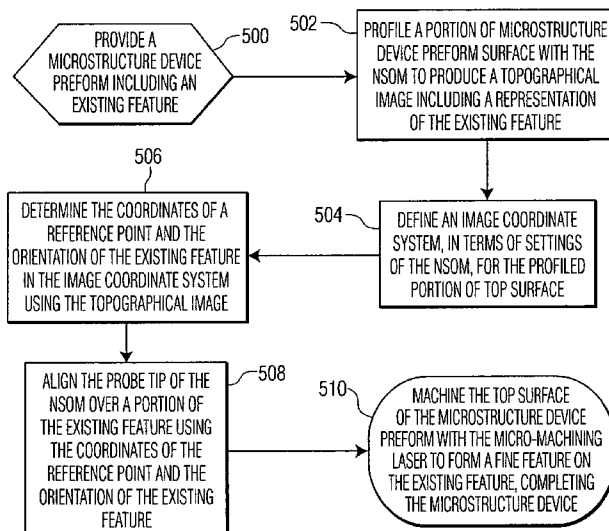 500
PROVIDE A
MICROSTRUCTURE DEVICE
PREFORM INCLUDING AN
EXISTING FEATURE
502
PROFILE A PORTION OF MICROSTRUCTURE
DEVICE PREFORM SURFACE WITH THE
NSOM TO PRODUCE A TOPOGRAPHICAL
IMAGE INCLUDING A REPRESENTATION
OF THE EXISTING FEATURE
504
DEFINE AN IMAGE COORDINATE
SYSTEM, IN TERMS OF SETTINGS
OF THE NSOM, FOR THE PROFILED
PORTION OF TOP SURFACE
506
DETERMINE THE COORDINATES OF A
REFERENCE POINT AND THE
ORIENTATION OF THE EXISTING FEATURE
IN THE IMAGE COORDINATE SYSTEM
USING THE TOPOGRAPHICAL IMAGE
508
ALIGN THE PROBE TIP OF THE
NSOM OVER A PORTION OF
THE EXISTING FEATURE USING
THE COORDINATES OF THE
REFERENCE POINT AND THE
ORIENTATION OF THE EXISTING
FEATURE
510
MACHINE THE TOP SURFACE
OF THE MICROSTRUCTURE DEVICE
PREFORM WITH THE MICRO-MACHINING
LASER TO FORM A FINE FEATURE ON
THE EXISTING FEATURE, COMPLETING
THE MICROSTRUCTURE DEVICE